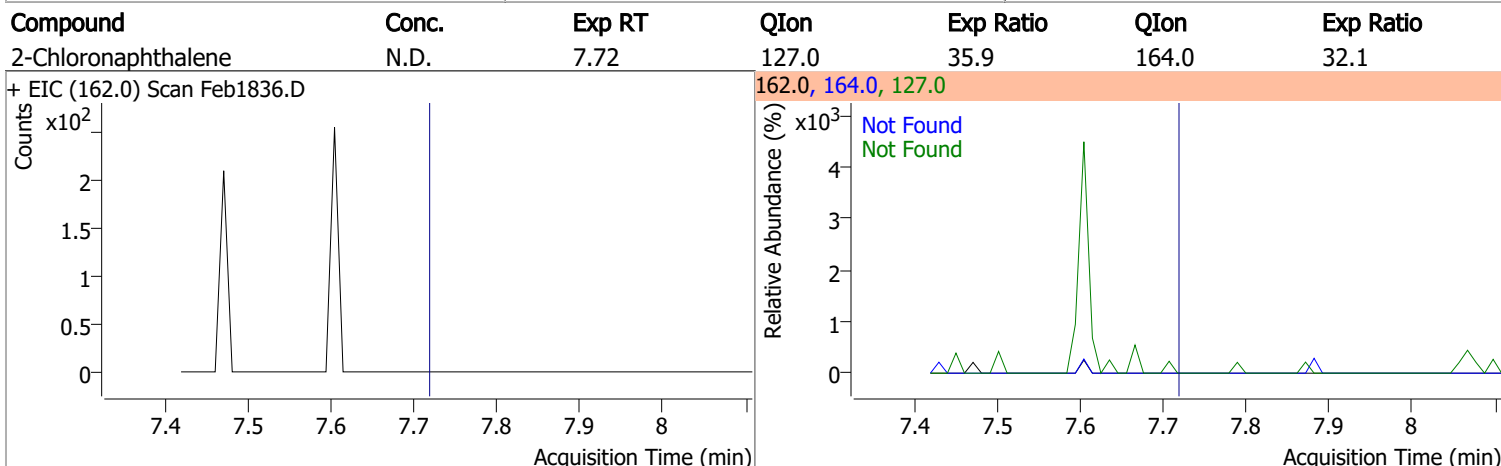 Compound Conc. Exp RT QIon Exp Ratio QIon Exp Ratio
2-Chloronaphthalene N.D. 7.72 127.0 35.9 164.0 32.1
+ EIC (162.0) Scan Feb1836.D
Counts
x10²
2
1.5
1
0.5
0
7.4 7.5 7.6 7.7 7.8 7.9 8
Acquisition Time (min)
162.0, 164.0, 127.0
Relative Abundance (%)
x10³
Not Found
Not Found
4
3
2
1
0
7.4 7.5 7.6 7.7 7.8 7.9 8
Acquisition Time (min)